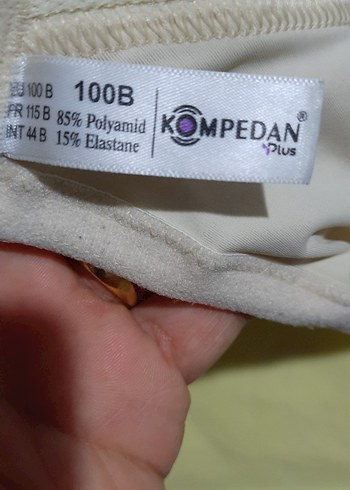 EU 100 B
FR 115 B
INT 44 B
100B
85% Polyamid
15% Elastane
KOMPEDAN®
Plus